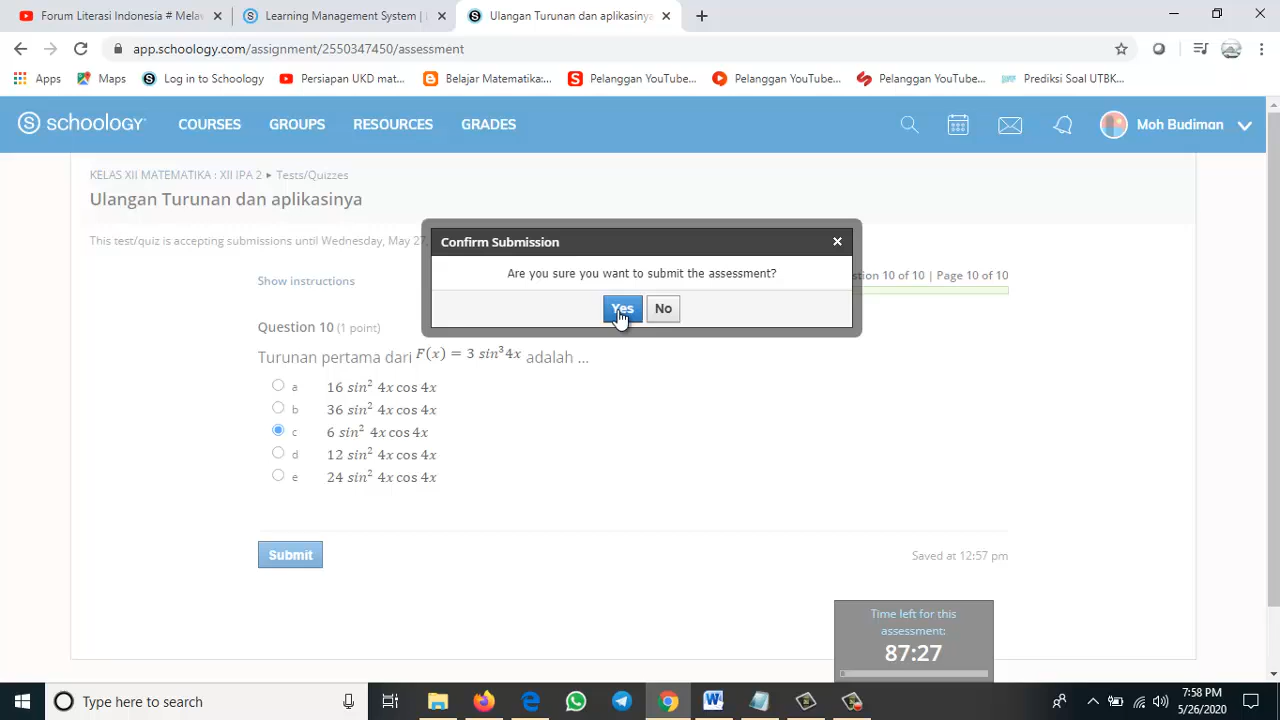 Forum Literasi Indonesia # Mela
Learning Management System |
Ulangan Turunan dan aplikasinya
app.schoology.com/assignment/2550347450/assessment
Apps
Maps
Log in to Schoology
Persiapan UKD mat...
Belajar Matematika:...
Pelanggan YouTube...
Pelanggan YouTube...
Pelanggan YouTube...
Prediksi Soal UTBK...
S schoology
COURSES
GROUPS
RESOURCES
GRADES
Moh Budiman
KELAS XII MATEMATIKA : XII IPA 2 ▸ Tests/Quizzes
Ulangan Turunan dan aplikasinya
This test/quiz is accepting submissions until Wednesday, May 27,
Confirm Submission
Are you sure you want to submit the assessment?
Yes
No
Show instructions
stion 10 of 10 | Page 10 of 10
Question 10 (1 point)
Turunan pertama dari F(x) = 3 sin³4x adalah ...
a 16 sin² 4x cos 4x
b 36 sin² 4x cos 4x
c 6 sin² 4x cos 4x
d 12 sin² 4x cos 4x
e 24 sin² 4x cos 4x
Submit
Saved at 12:57 pm
Time left for this
assessment:
87:27
Type here to search
7:58 PM
5/26/2020